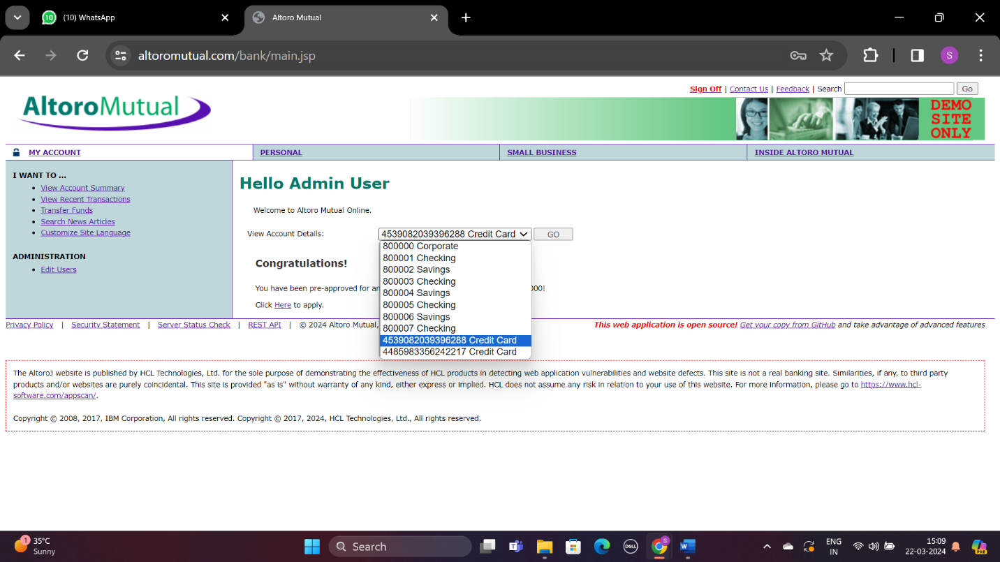 10 (10) WhatsApp
Altoro Mutual
altoromutual.com/bank/main.jsp
S
Sign Off | Contact Us | Feedback | Search Go
AltoroMutual
DEMO
SITE
ONLY
MY ACCOUNT
PERSONAL
SMALL BUSINESS
INSIDE ALTORO MUTUAL
I WANT TO ...
• View Account Summary
• View Recent Transactions
• Transfer Funds
• Search News Articles
• Customize Site Language
ADMINISTRATION
• Edit Users
Hello Admin User
Welcome to Altoro Mutual Online.
View Account Details: 4539082039396288 Credit Card GO
800000 Corporate
800001 Checking
800002 Savings
800003 Checking
800004 Savings
800005 Checking
800006 Savings
800007 Checking
4539082039396288 Credit Card
4485983356242217 Credit Card
Congratulations!
You have been pre-approved for an 000!
Click Here to apply.
Privacy Policy | Security Statement | Server Status Check | REST API | © 2024 Altoro Mutual,
This web application is open source! Get your copy from GitHub and take advantage of advanced features
The AltoroJ website is published by HCL Technologies, Ltd. for the sole purpose of demonstrating the effectiveness of HCL products in detecting web application vulnerabilities and website defects. This site is not a real banking site. Similarities, if any, to third party
products and/or websites are purely coincidental. This site is provided "as is" without warranty of any kind, either express or implied. HCL does not assume any risk in relation to your use of this website. For more information, please go to https://www.hcl-
software.com/appscan/.
Copyright © 2008, 2017, IBM Corporation, All rights reserved. Copyright © 2017, 2024, HCL Technologies, Ltd., All rights reserved.
1
35°C
Sunny
Search
DELL
S
ENG
IN
15:09
22-03-2024
PRE